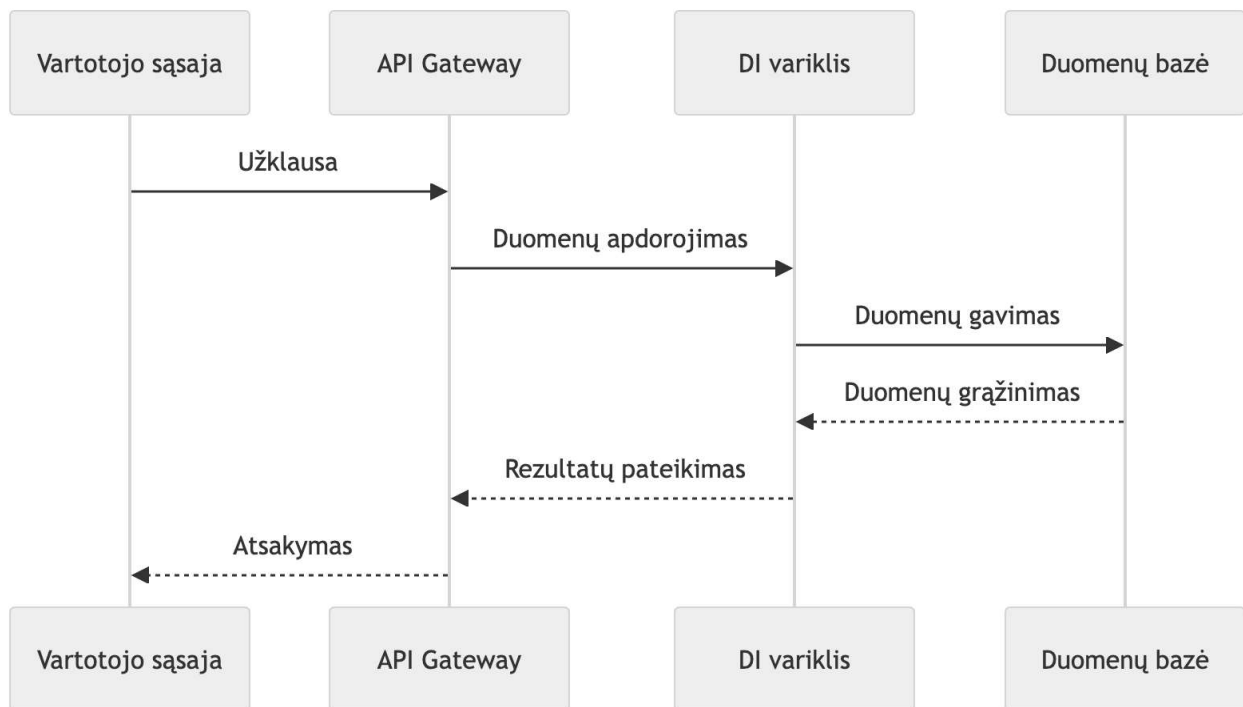 Vartotojo sąsaja
API Gateway
DI variklis
Duomenų bazė
Užklausa
Duomenų apdorojimas
Duomenų gavimas
Duomenų grąžinimas
Rezultatų pateikimas
Atsakymas
Vartotojo sąsaja
API Gateway
DI variklis
Duomenų bazė